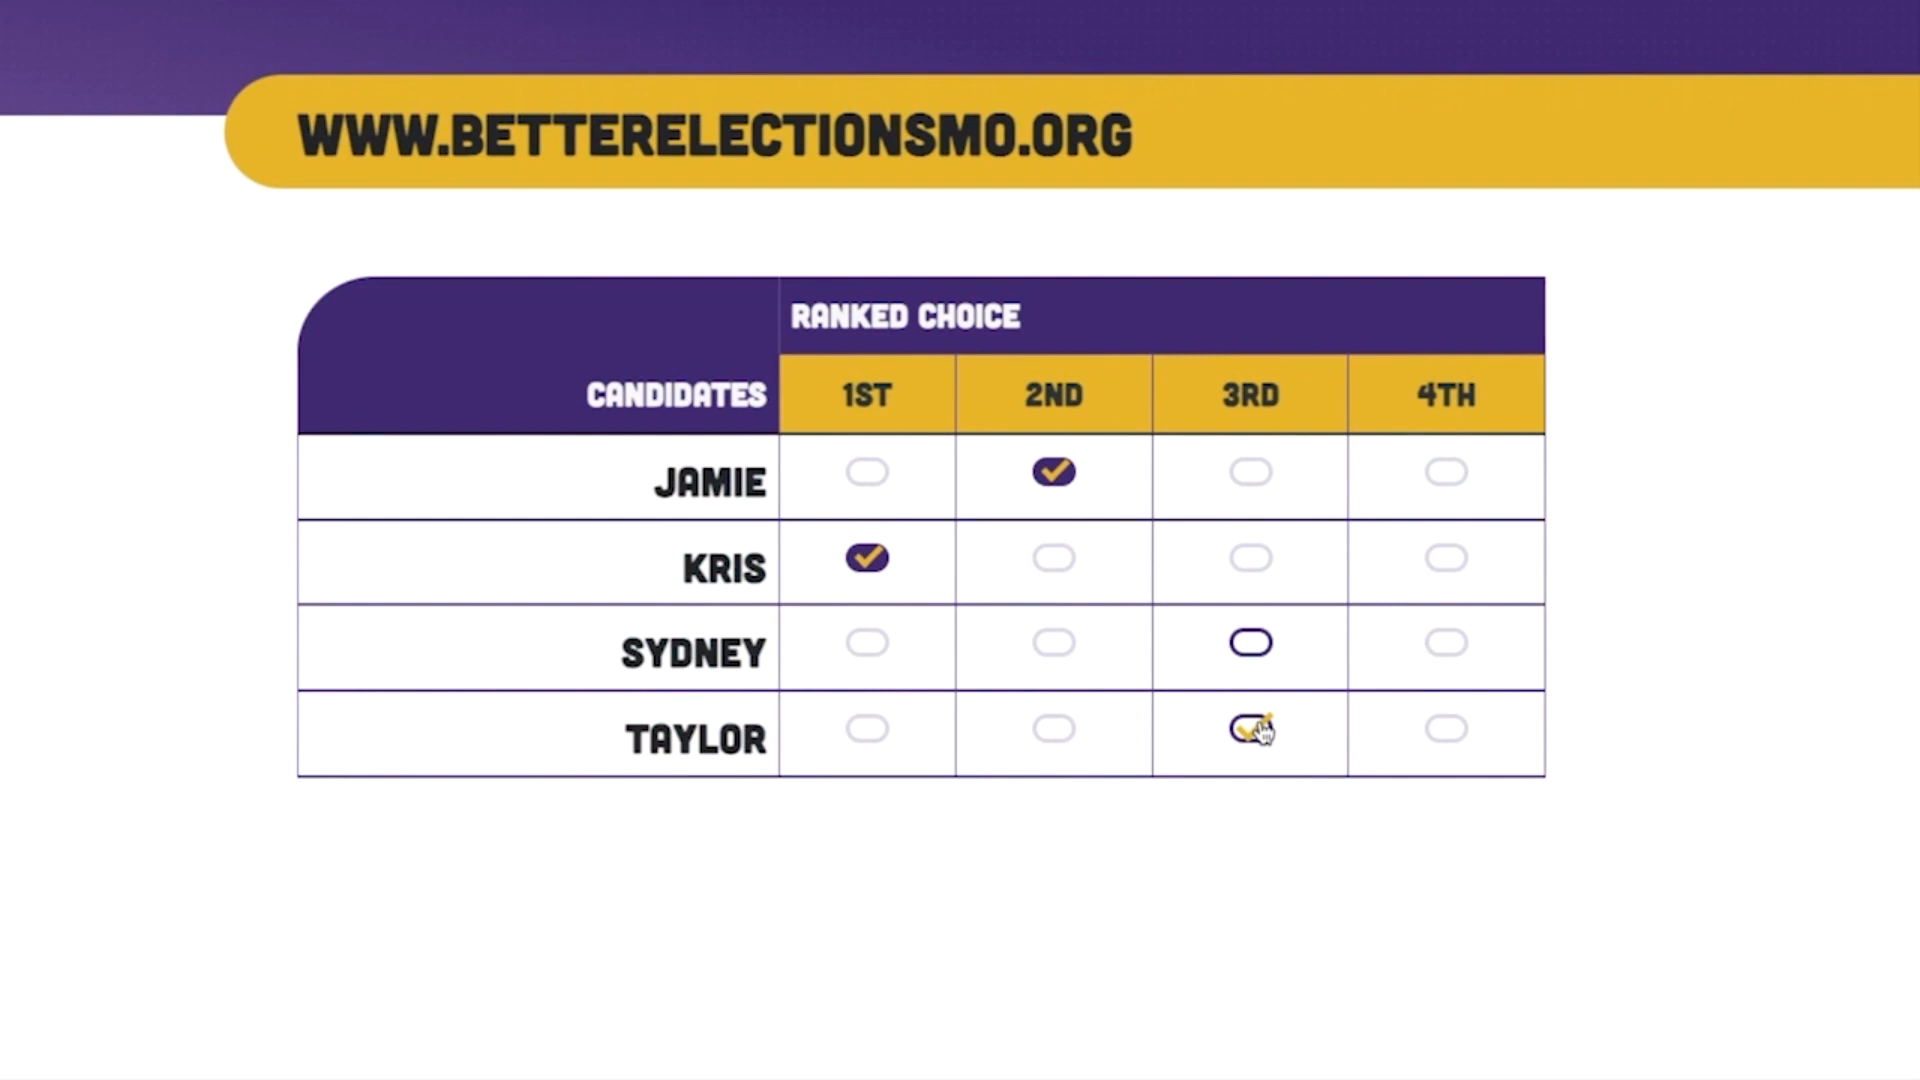 WWW.BETTERELECTIONSMO.ORG
RANKED CHOICE
CANDIDATES 1ST 2ND 3RD 4TH
JAMIE
KRIS
SYDNEY
TAYLOR